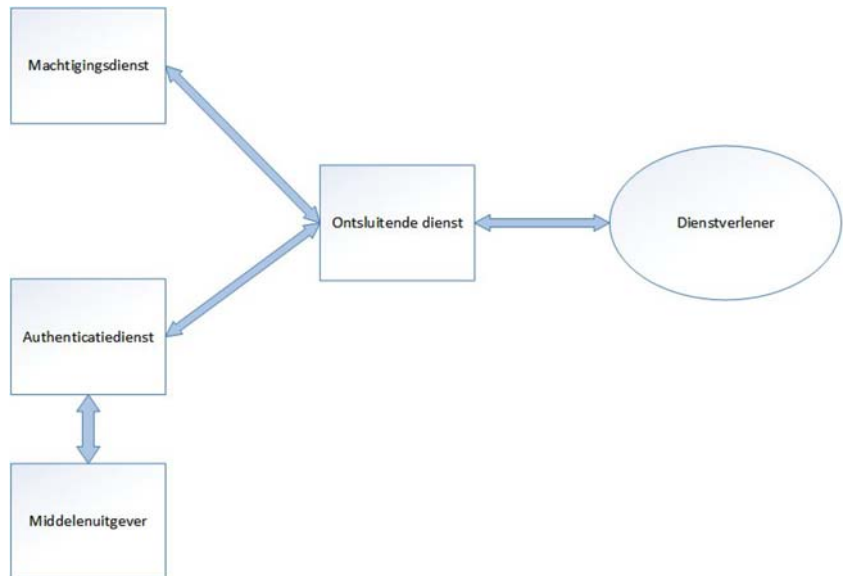 Machtigingsdienst
Ontsluitende dienst
Dienstverlener
Authenticatiedienst
Middelenuitgever